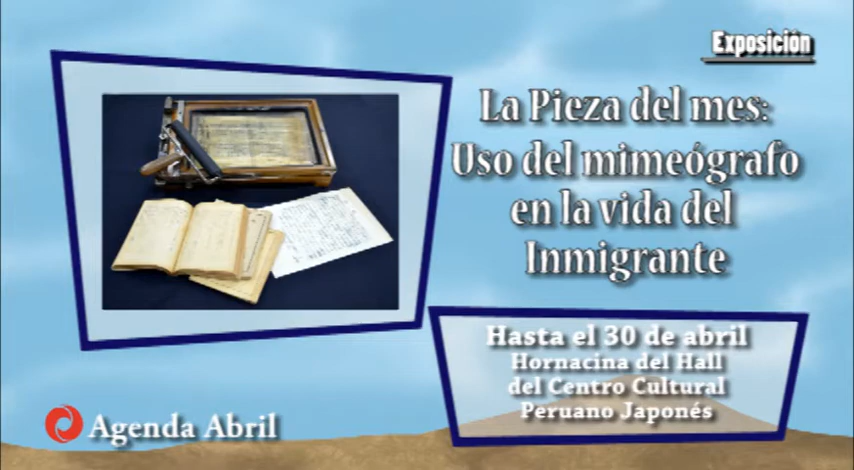 Exposición
La Pieza del mes:
Uso del mimeógrafo
en la vida del
Inmigrante
Hasta el 30 de abril
Hornacina del Hall
del Centro Cultural
Peruano Japonés
Agenda Abril